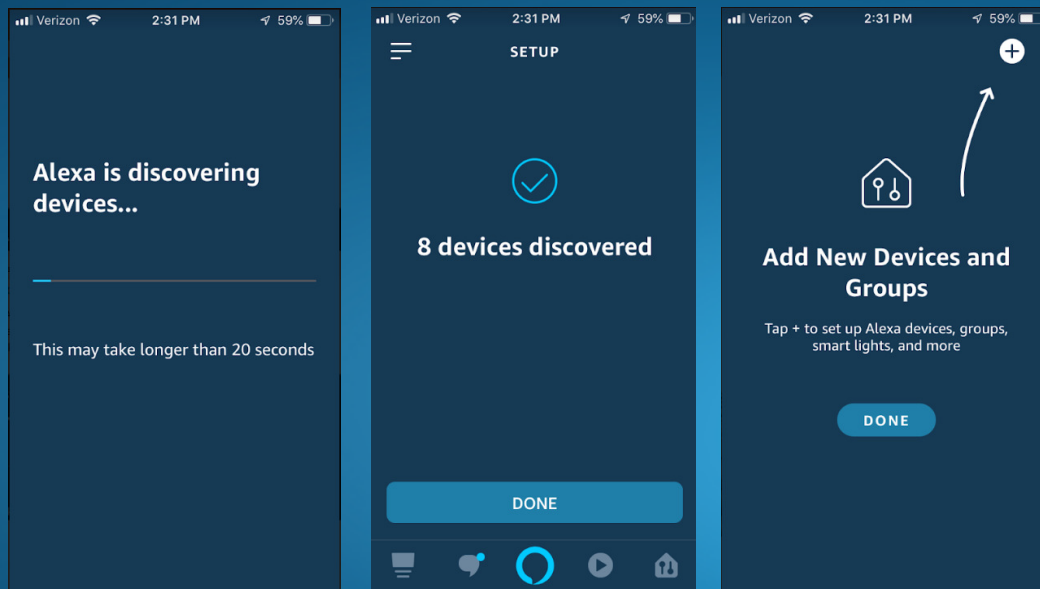 Verizon 2:31 PM 59%
Alexa is discovering
devices...
This may take longer than 20 seconds
Verizon 2:31 PM 59%
SETUP
8 devices discovered
DONE
Verizon 2:31 PM 59%
Add New Devices and
Groups
Tap + to set up Alexa devices, groups,
smart lights, and more
DONE